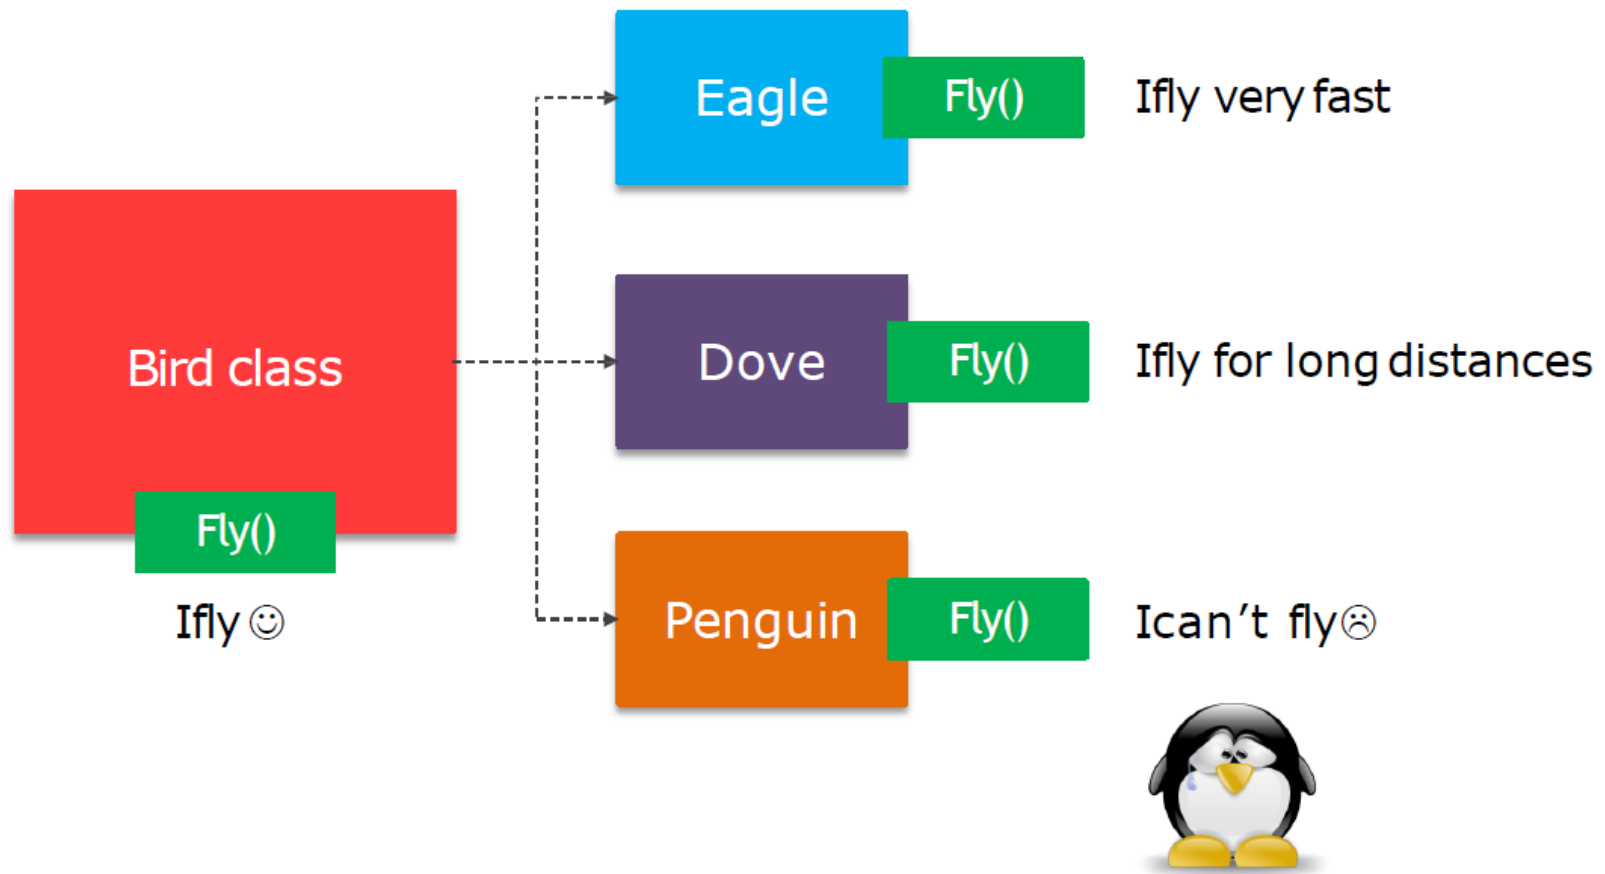 Eagle
Fly()
Ifly very fast
Bird class
Fly()
Ifly ☺
Dove
Fly()
Ifly for long distances
Penguin
Fly()
Ican’t fly☹